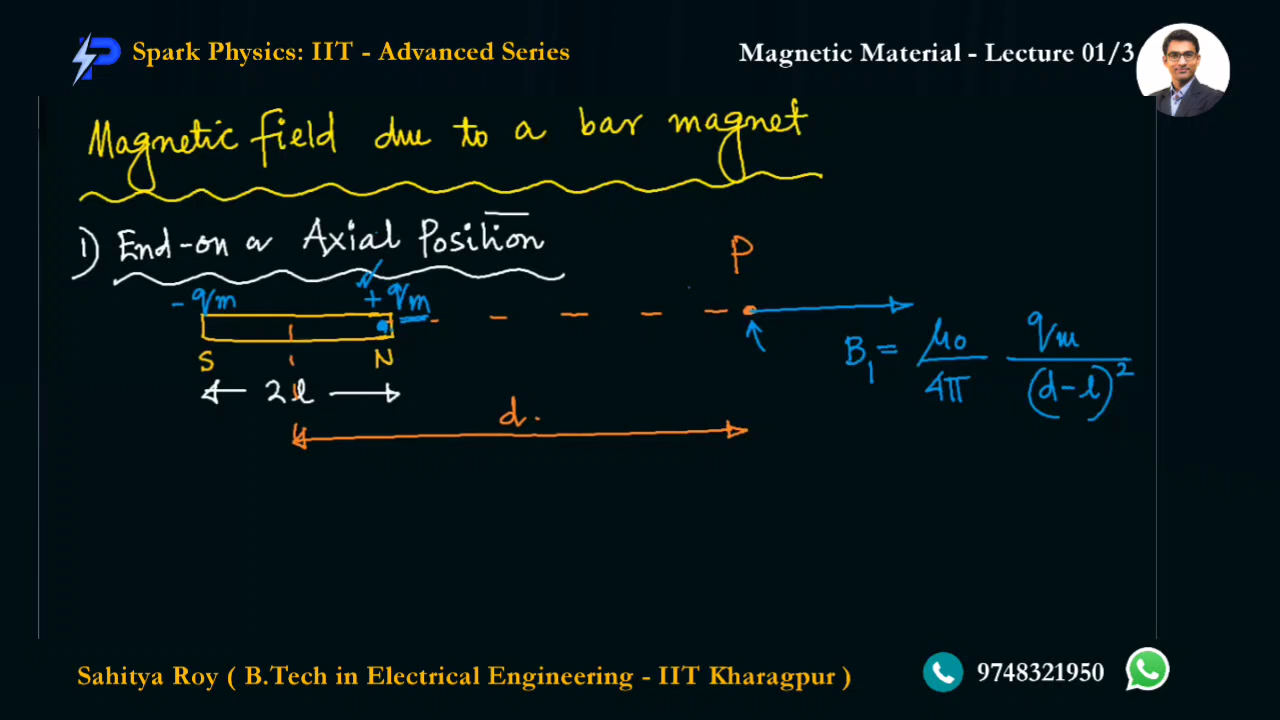 Spark Physics: IIT - Advanced Series
Magnetic Material - Lecture 01/3
Magnetic field due to a bar magnet
1) End-on or Axial Position
P
- qm
+ qm
S
N
B1 = μ0/4π qm/(d-l)²
2l
d.
Sahitya Roy ( B.Tech in Electrical Engineering - IIT Kharagpur )
9748321950